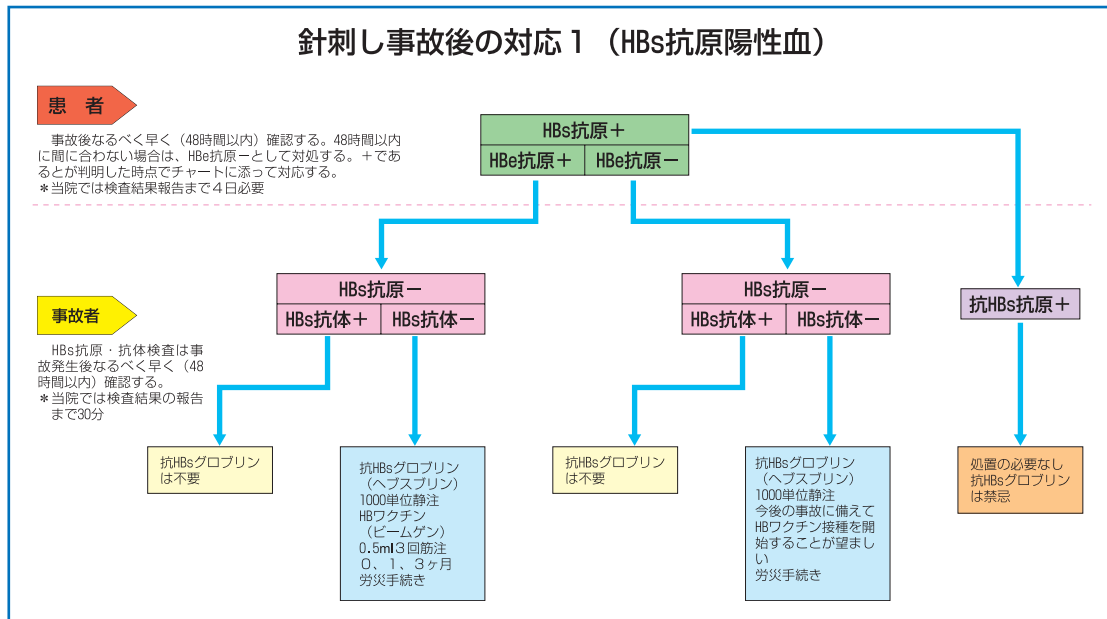 針刺し事故後の対応１（HBs抗原陽性血）
患　者
事故後なるべく早く（48時間以内）確認する。48時間以内
に間に合わない場合は、HBe抗原－として対処する。＋であ
るとが判明した時点でチャートに添って対応する。
＊当院では検査結果報告まで４日必要
HBs抗原＋
HBe抗原＋
HBe抗原－
事故者
HBs抗原・抗体検査は事
故発生後なるべく早く（48
時間以内）確認する。
＊当院では検査結果の報告
まで30分
HBs抗原－
HBs抗体＋
HBs抗体－
HBs抗原－
HBs抗体＋
HBs抗体－
抗HBs抗原＋
抗HBsグロブリン
は不要
抗HBsグロブリン
（ヘブスブリン）
1000単位静注
HBワクチン
（ビームゲン）
0.5ml３回筋注
０、１、３ヶ月
労災手続き
抗HBsグロブリン
は不要
抗HBsグロブリン
（ヘブスブリン）
1000単位静注
今後の事故に備えて
HBワクチン接種を開
始することが望まし
い
労災手続き
処置の必要なし
抗HBsグロブリン
は禁忌